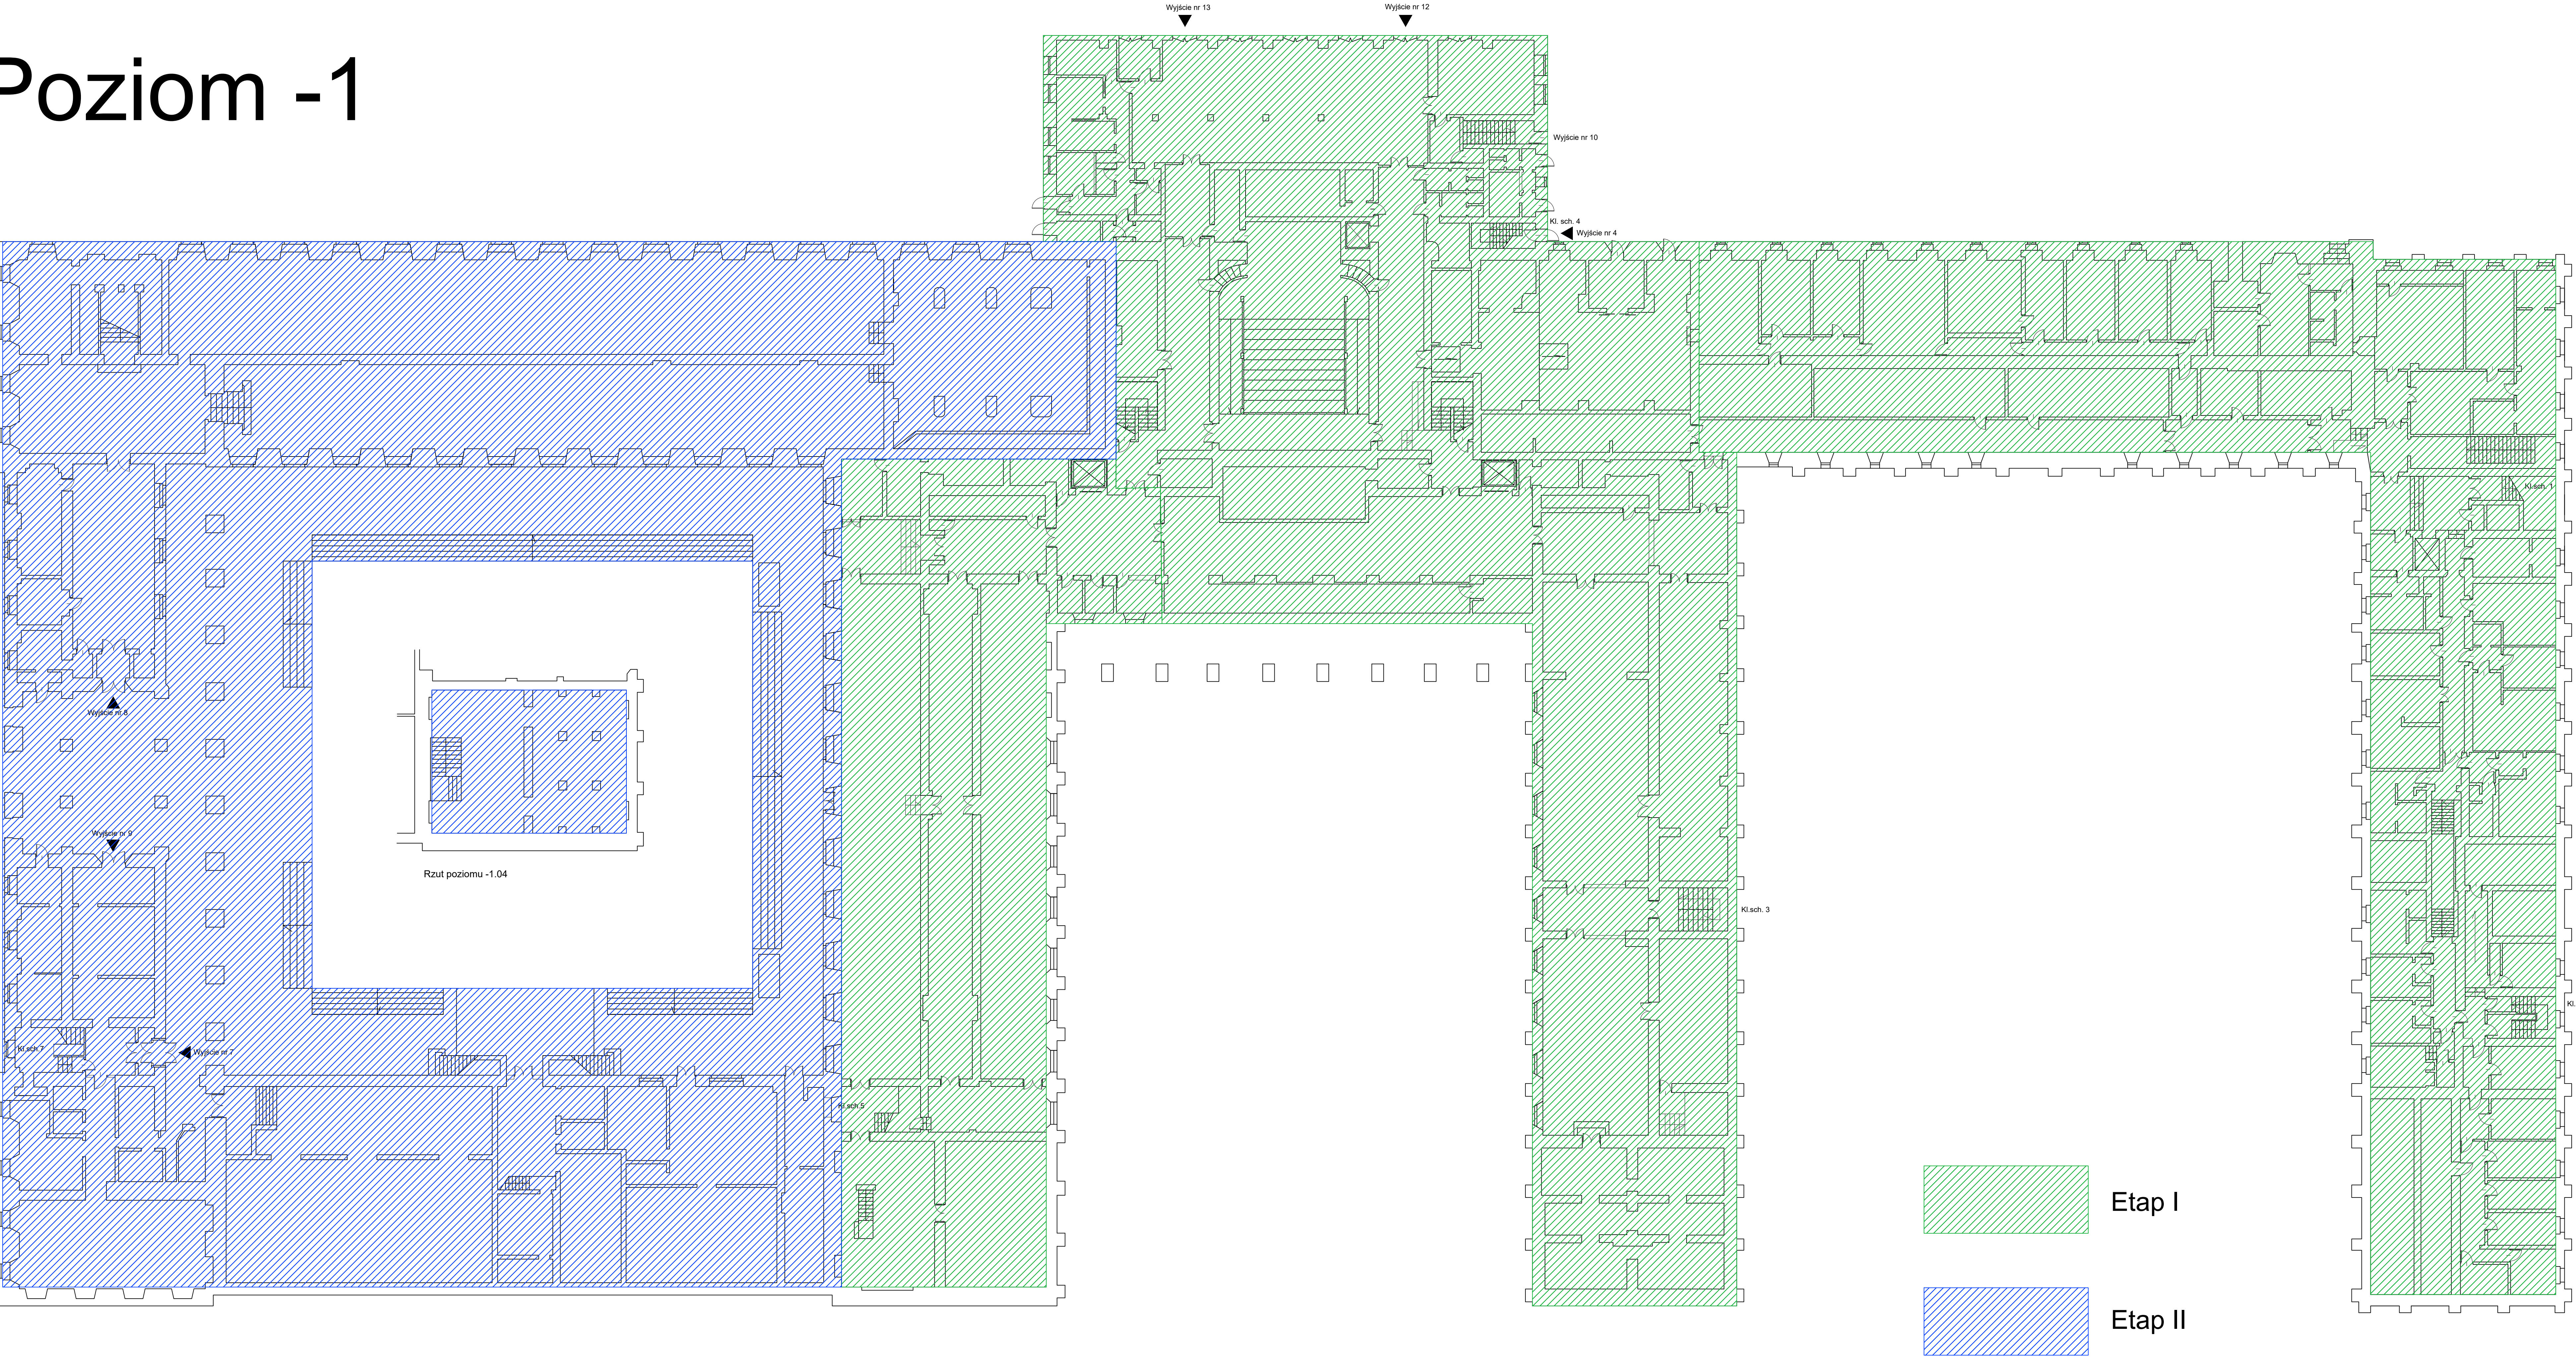 Wyjście nr 13
Wyjście nr 12
Poziom -1
Wyjście nr 10
Kl. sch. 4
Wyjście nr 4
Kl.sch. 1
Wyjście nr 8
Wyjście nr 9
Rzut poziomu -1.04
Kl.sch. 3
Kl.
Kl.sch.7
Wyjście nr 7
Kl.sch.5
Etap I
Etap II